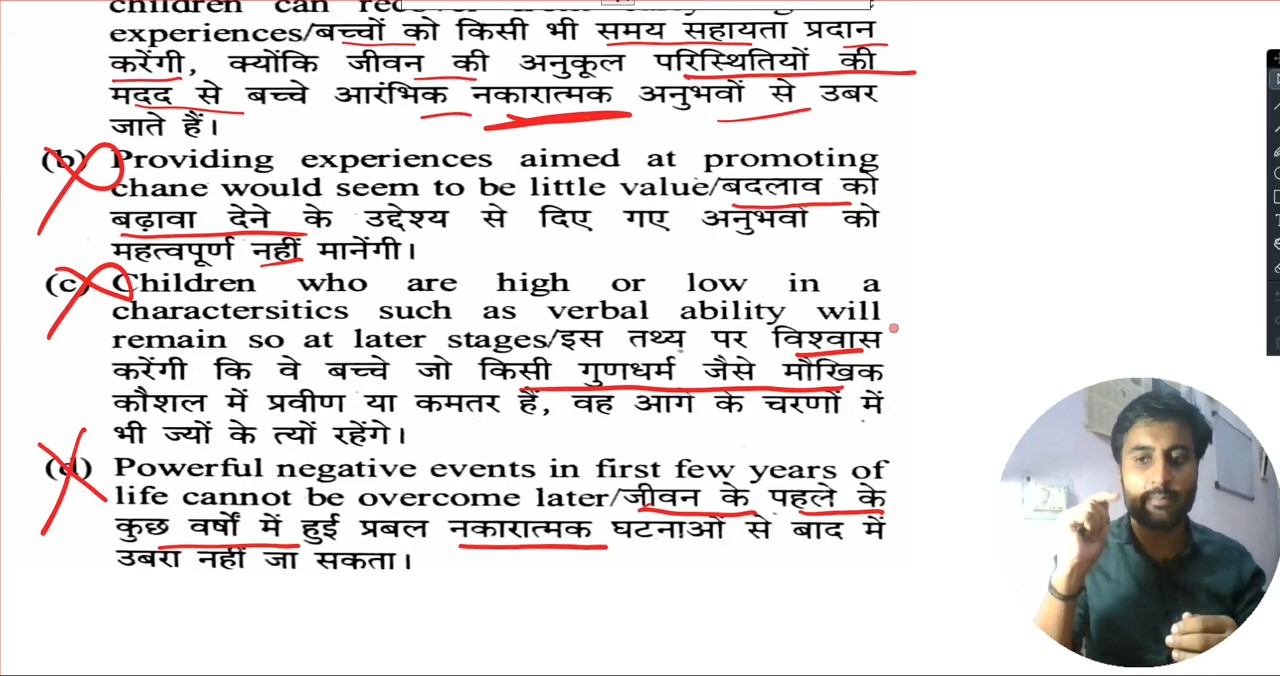 children can
experiences/बच्चों को किसी भी समय सहायता प्रदान
करेंगी, क्योंकि जीवन की अनुकूल परिस्थितियों की
मदद से बच्चे आरंभिक नकारात्मक अनुभवों से उबर
जाते हैं।
(b) Providing experiences aimed at promoting
chane would seem to be little value/बदलाव को
बढ़ावा देने के उद्देश्य से दिए गए अनुभवों को
महत्वपूर्ण नहीं मानेंगी।
(c) Children who are high or low in a
charactersitics such as verbal ability will
remain so at later stages/इस तथ्य पर विश्वास
करेंगी कि वे बच्चे जो किसी गुणधर्म जैसे मौखिक
कौशल में प्रवीण या कमतर हैं, वह आगे के चरणों में
भी ज्यों के त्यों रहेंगे।
(d) Powerful negative events in first few years of
life cannot be overcome later/जीवन के पहले के
कुछ वर्षों में हुई प्रबल नकारात्मक घटनाओं से बाद में
उबरा नहीं जा सकता।